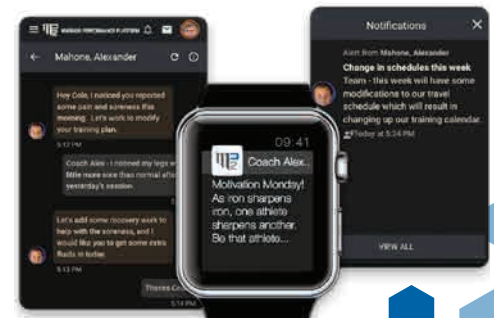 MARKER PERFORMANCE PLATFORM
Mahone, Alexander
Hey Cole, I noticed you reported
some pain and soreness this
morning. Let's work to modify
your training plan.
5:12 PM
Coach Alex - I noticed my legs w
little more sore than normal afte
yesterday's session.
Let's add some recovery work to
help with the soreness, and I
would like you to get some extra
fluids in today.
5:13 PM
Thanks Co
5:14 PM
09:41
Coach Alex..
Motivation Monday!
As iron sharpens
iron, one athlete
sharpens another.
Be that athlete...
Notifications
Alert from Mahone, Alexander
Change in schedules this week
Team - this week will have some
modifications to our travel
schedule which will result in
changing up our training calendar.
Today at 5:24 PM
VIEW ALL